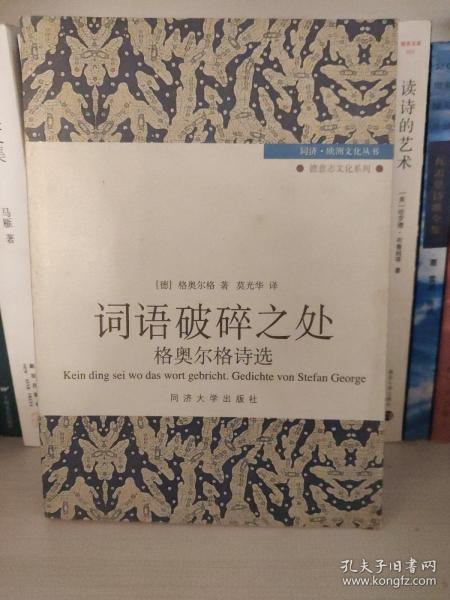 同济·欧洲文化丛书
德意志文化系列
[德] 格奥尔格 著 莫光华 译
词语破碎之处
格奥尔格诗选
Kein ding sei wo das wort gebricht. Gedichte von Stefan George
同济大学出版社
马雁 著
集
读诗的艺术
孔夫子旧书网
www.kongfz.com